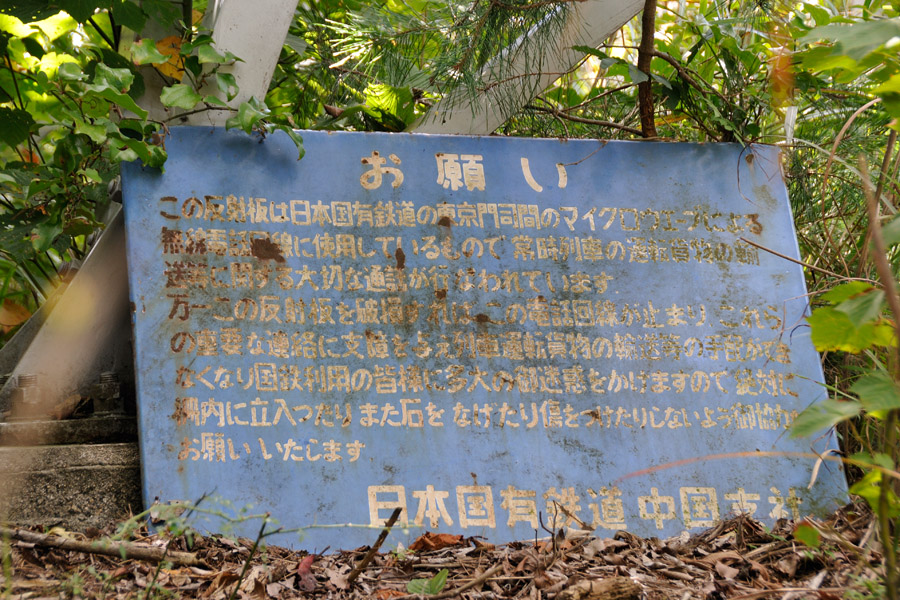 お願い
この反射板は日本国有鉄道の東京門司間のマイクロウエーブによる
無線電話回線に使用しているもので 常時列車の運転貨物の輸
送等に関する大切な通話が行なわれています
万一この反射板を破損すれば この電話回線が止まり これら
の重要な連絡に支障を与え列車運転貨物の輸送等の手配が
なくなり国鉄利用の皆様に多大の御迷惑をかけますので 絶対に
構内に立入ったりまた石を なげたり傷をつけたりしないよう御協力
お願いいたします
日本国有鉄道 中国支社